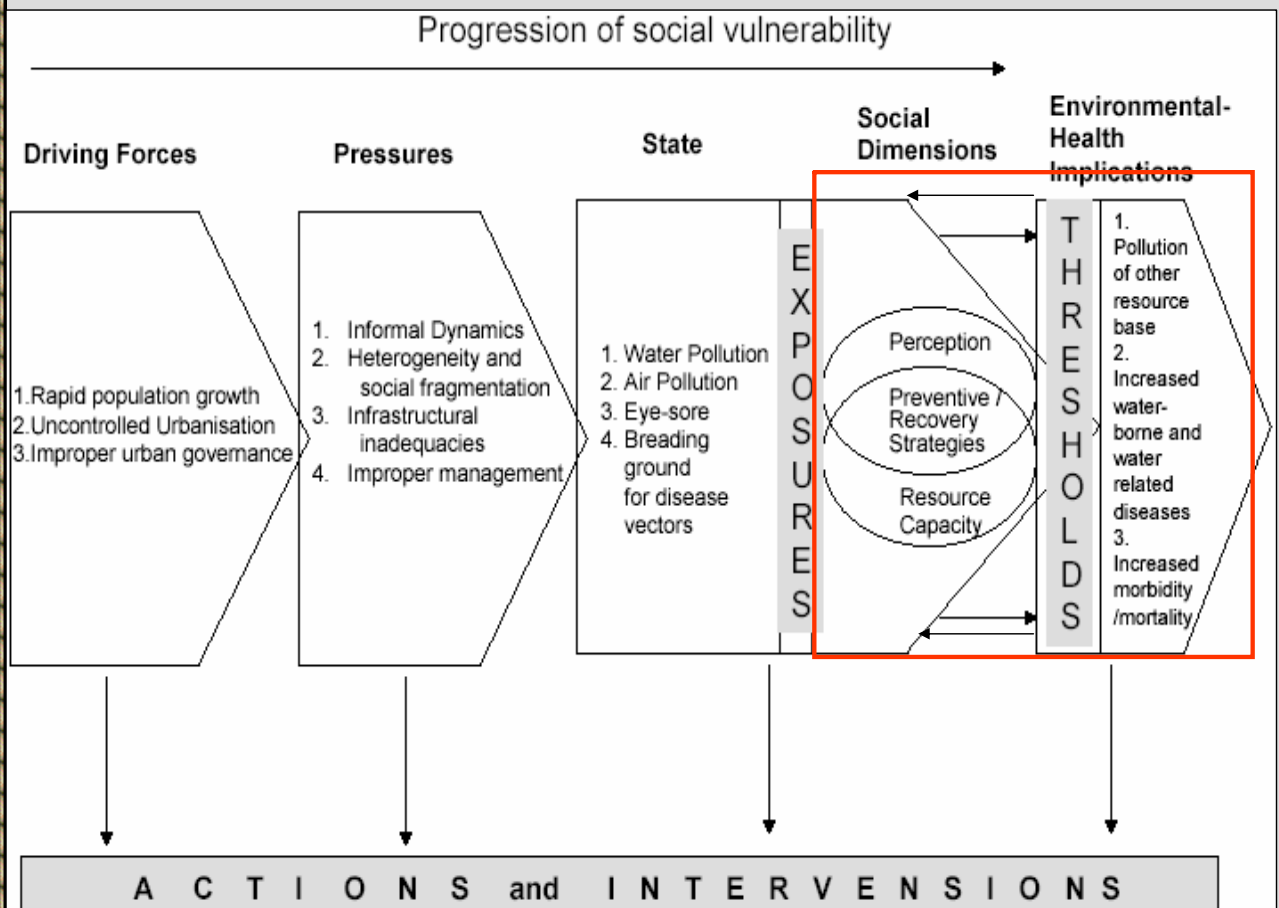 Progression of social vulnerability
Driving Forces
Pressures
State
Social
Dimensions
Environmental-
Health
Implications
1.Rapid population growth
2.Uncontrolled Urbanisation
3.Improper urban governance
1. Informal Dynamics
2. Heterogeneity and
social fragmentation
3. Infrastructural
inadequacies
4. Improper management
1. Water Pollution
2. Air Pollution
3. Eye-sore
4. Breading
ground
for disease
vectors
EXPOSURES
Perception
Preventive /
Recovery
Strategies
Resource
Capacity
THRESHOLDS
1.
Pollution
of other
resource
base
2.
Increased
water-
borne and
water
related
diseases
3.
Increased
morbidity
/mortality
ACTIONS and INTERVENSIONS